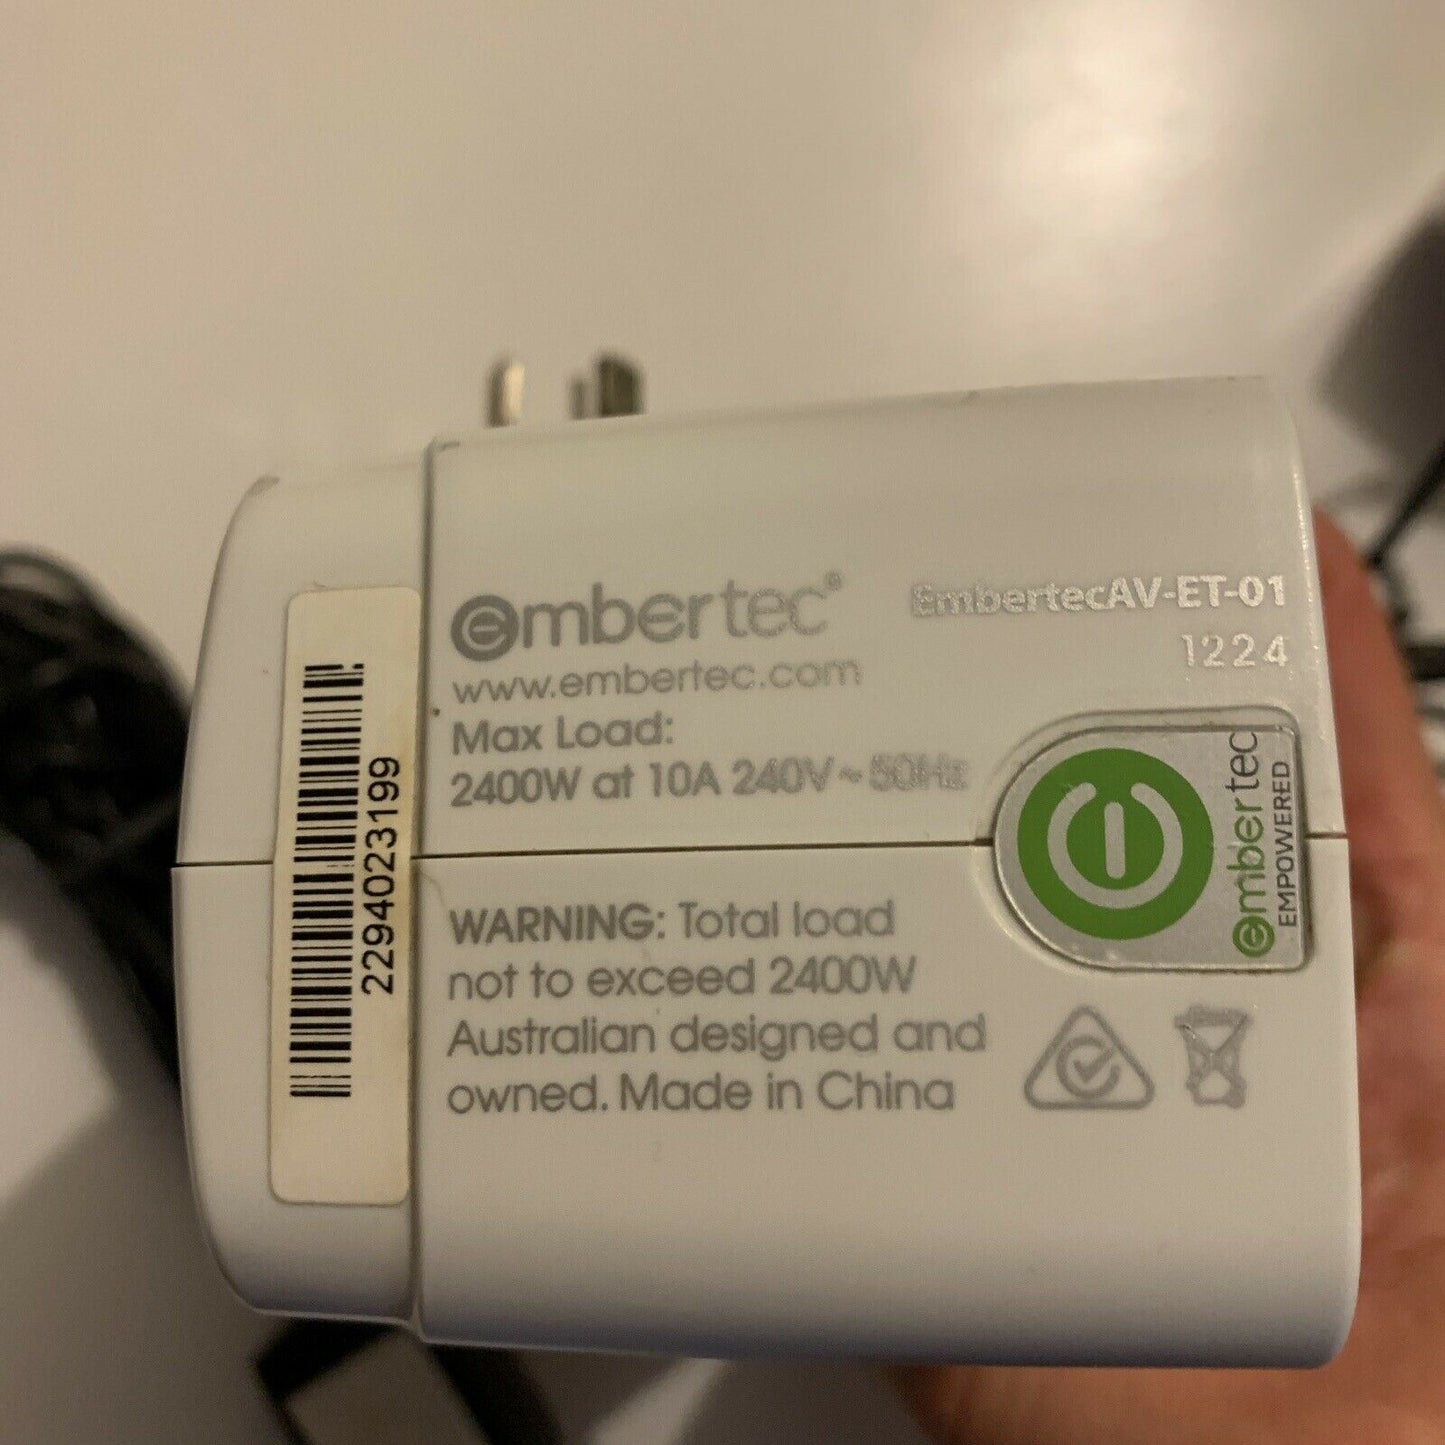 embertec®
www.embertec.com
Max Load:
2400W at 10A 240V~50Hz
EmbertecAV-ET-01
1224
embertec
EMPOWERED
2294023199
WARNING: Total load
not to exceed 2400W
Australian designed and
owned. Made in China